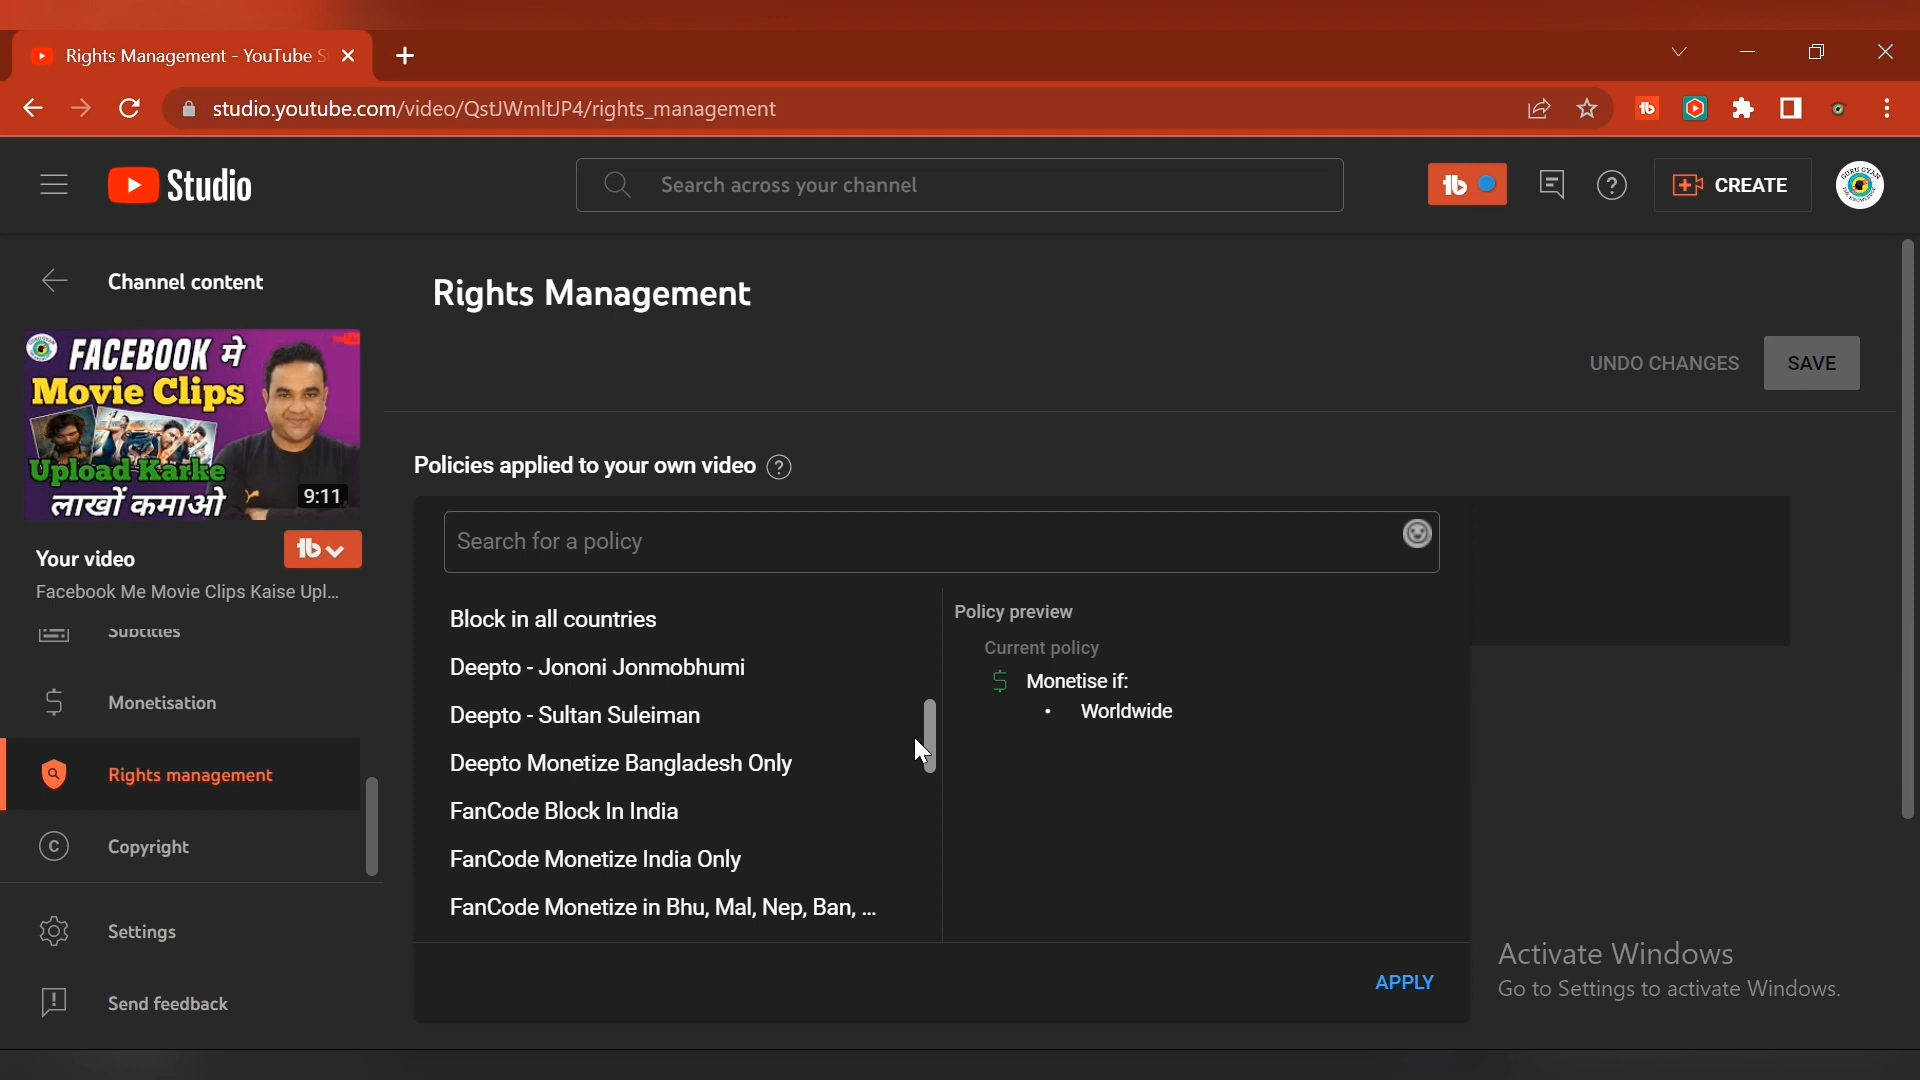 Rights Management - YouTube S
studio.youtube.com/video/QstJWmltJP4/rights_management
Studio
Search across your channel
tb
CREATE
GURU GYAN
Channel content
Rights Management
FACEBOOK मे
Movie Clips
Upload Karke
लाखों कमाओ
9:11
UNDO CHANGES
SAVE
Policies applied to your own video
Search for a policy
Your video
tb
Facebook Me Movie Clips Kaise Upl...
Subtitles
Monetisation
Rights management
Copyright
Settings
Send feedback
Block in all countries
Deepto - Jononi Jonmobhumi
Deepto - Sultan Suleiman
Deepto Monetize Bangladesh Only
FanCode Block In India
FanCode Monetize India Only
FanCode Monetize in Bhu, Mal, Nep, Ban, ...
Policy preview
Current policy
Monetise if:
• Worldwide
APPLY
Activate Windows
Go to Settings to activate Windows.